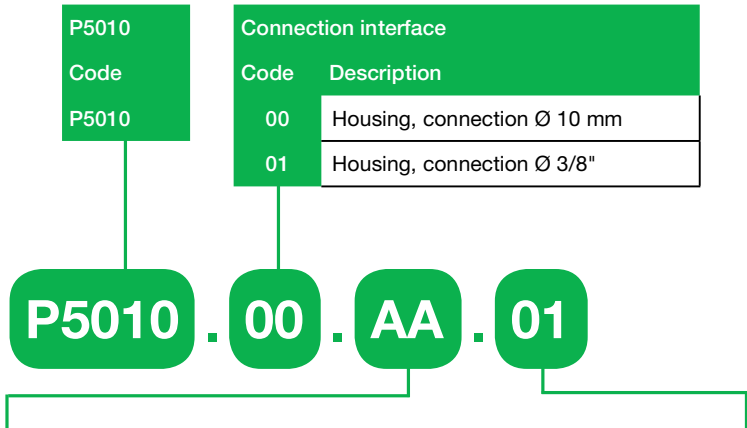 P5010
Code
P5010
Connection interface
Code Description
00 Housing, connection Ø 10 mm
01 Housing, connection Ø 3/8"
P5010 . 00 . AA . 01